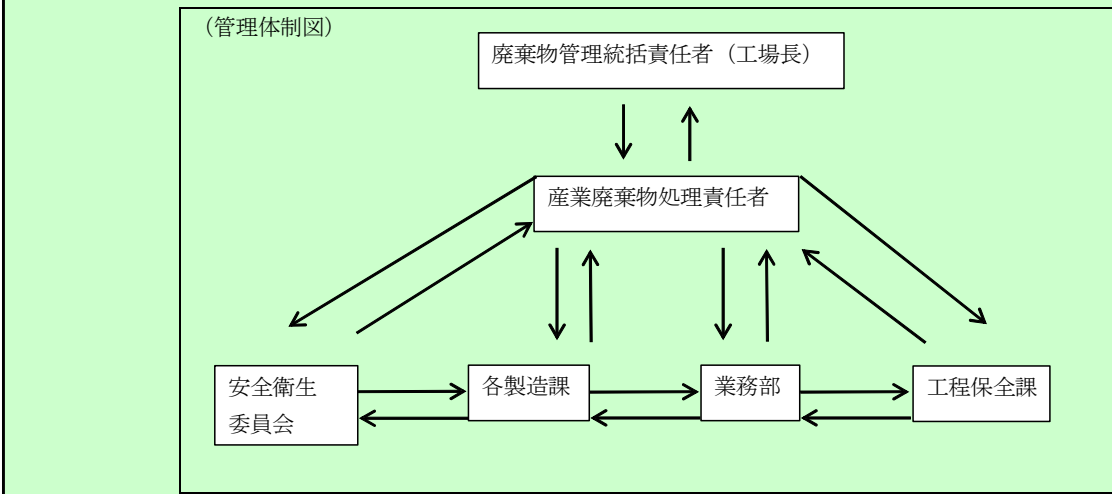 （管理体制図）
廃棄物管理統括責任者（工場長）
産業廃棄物処理責任者
安全衛生
委員会
各製造課
業務部
工程保全課